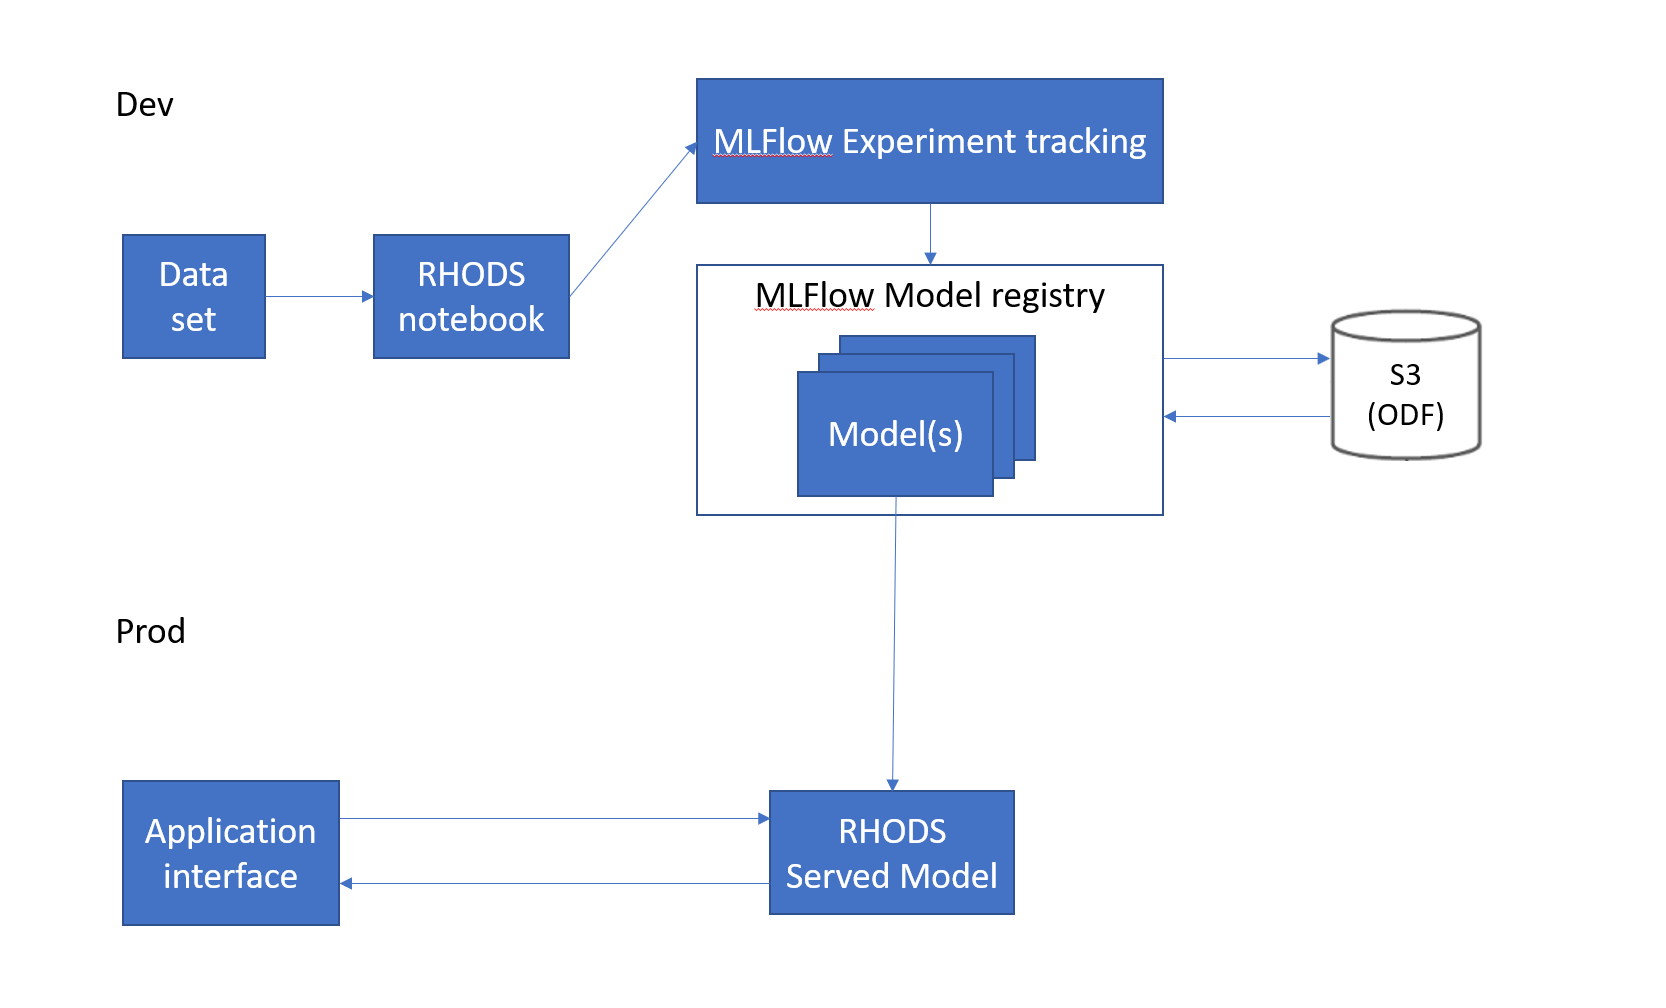 Dev
MLFlow Experiment tracking
Data
set
RHODS
notebook
MLFlow Model registry
Model(s)
S3
(ODF)
Prod
Application
interface
RHODS
Served Model